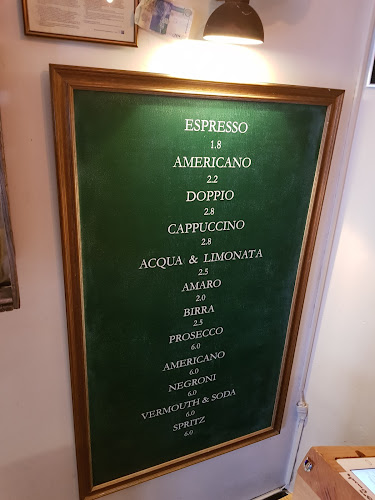 ESPRESSO
1.8
AMERICANO
2.2
DOPPIO
2.8
CAPPUCCINO
2.8
ACQUA & LIMONATA
2.5
AMARO
2.0
BIRRA
2.5
PROSECCO
6.0
AMERICANO
6.0
NEGRONI
6.0
VERMOUTH & SODA
6.0
SPRITZ
6.0